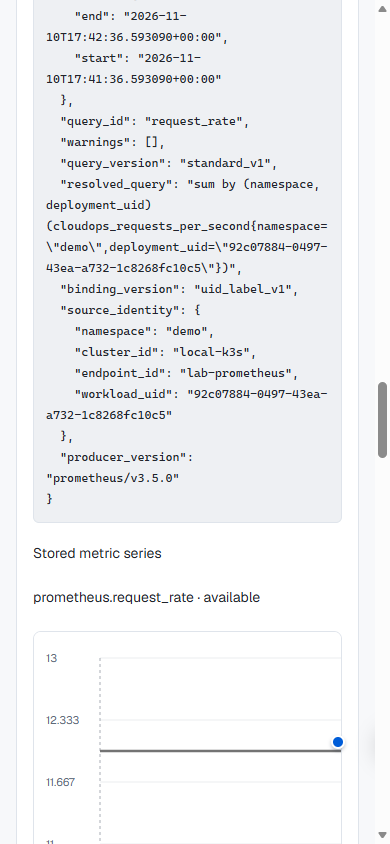 "end": "2026-11-
10T17:42:36.593090+00:00",
"start": "2026-11-
10T17:41:36.593090+00:00"
},
"query_id": "request_rate",
"warnings": [],
"query_version": "standard_v1",
"resolved_query": "sum by (namespace,
deployment_uid)
(cloudops_requests_per_second{namespace=
\"demo\",deployment_uid=\"92c07884-0497-
43ea-a732-1c8268fc10c5\"})",
"binding_version": "uid_label_v1",
"source_identity": {
"namespace": "demo",
"cluster_id": "local-k3s",
"endpoint_id": "lab-prometheus",
"workload_uid": "92c07884-0497-43ea-
a732-1c8268fc10c5"
},
"producer_version":
"prometheus/v3.5.0"
}
Stored metric series
prometheus.request_rate · available
13
12.333
11.667
11